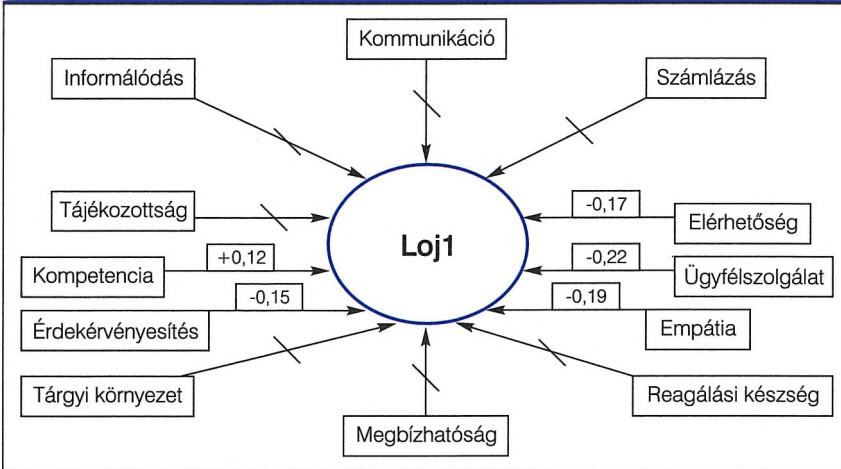 Kommunikáció
Informálódás
Számlázás
Tájékozottság
-0,17
Elérhetőség
Loj1
+0,12
Kompetencia
-0,22
Ügyfélszolgálat
-0,15
Érdekérvényesítés
-0,19
Empátia
Tárgyi környezet
Reagálási készség
Megbízhatóság